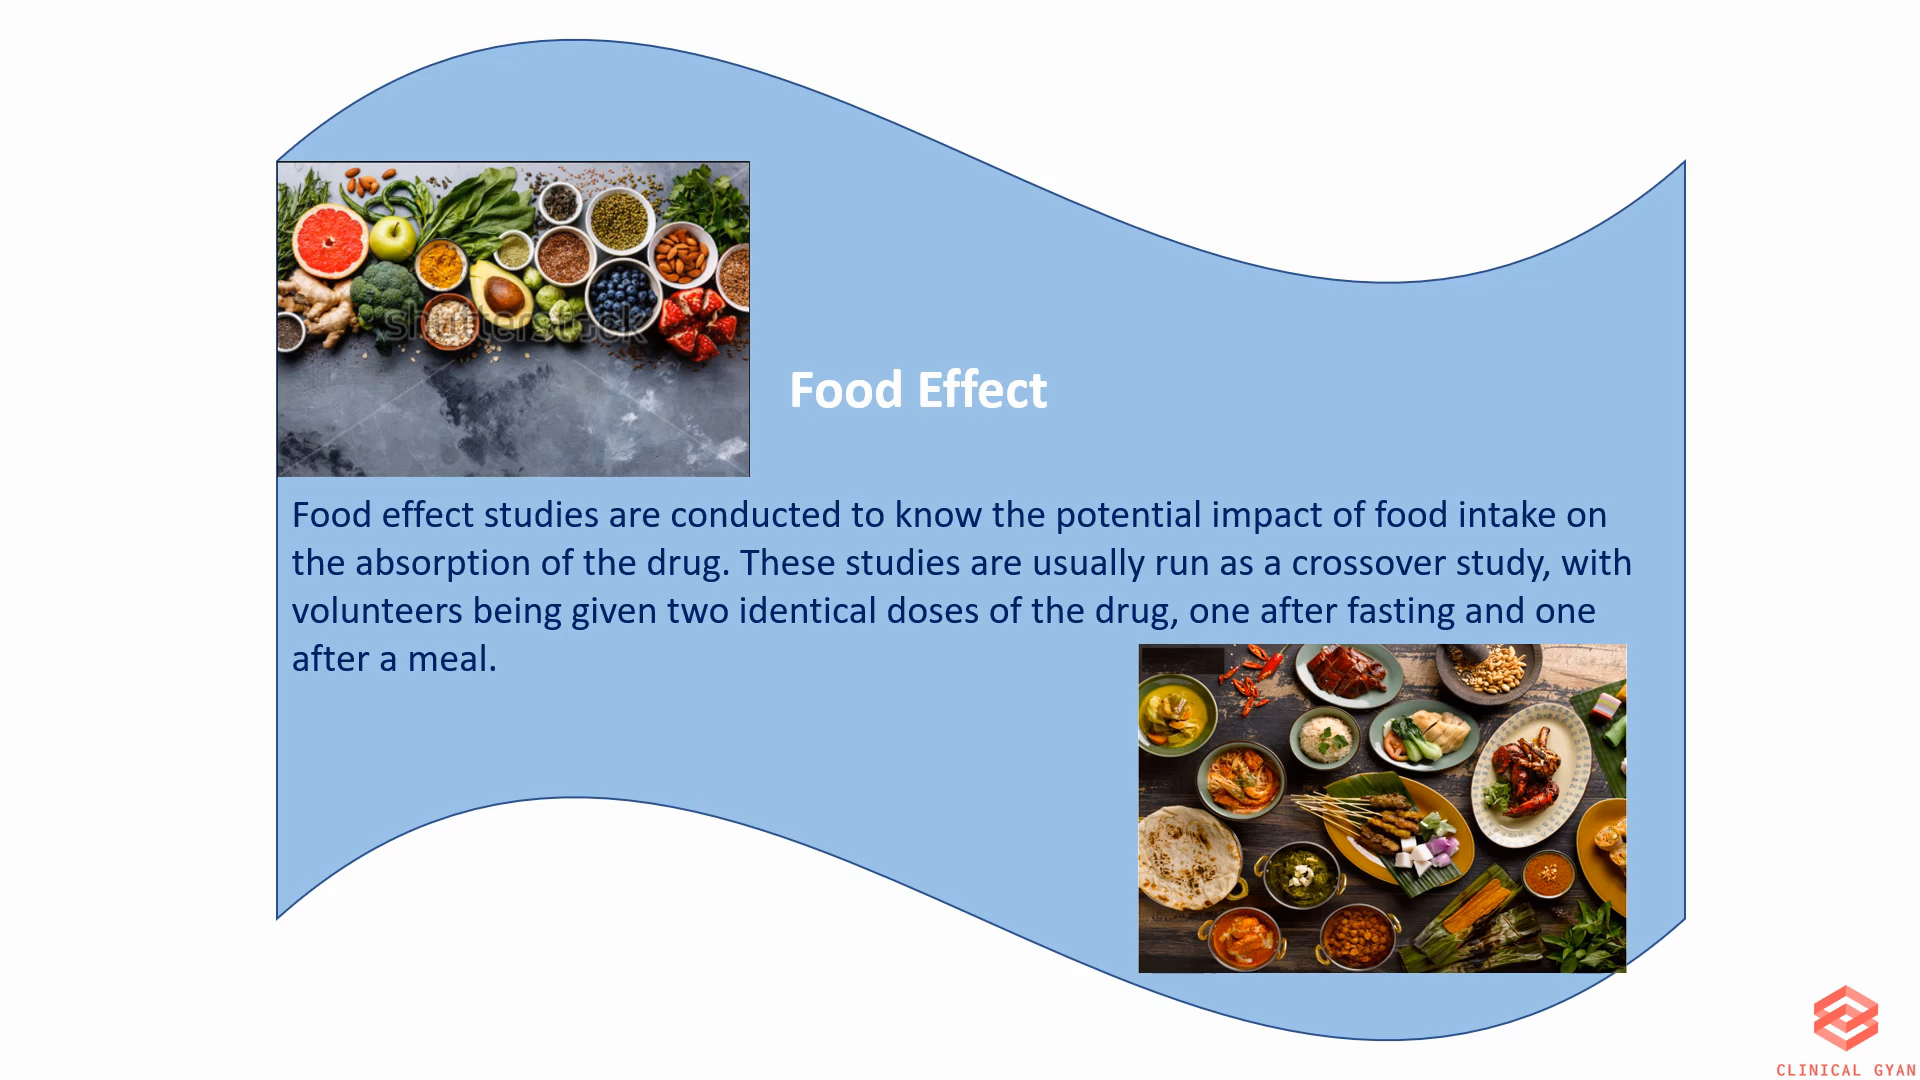 shutterstock
Food Effect
Food effect studies are conducted to know the potential impact of food intake on
the absorption of the drug. These studies are usually run as a crossover study, with
volunteers being given two identical doses of the drug, one after fasting and one
after a meal.
CLINICAL GYAN